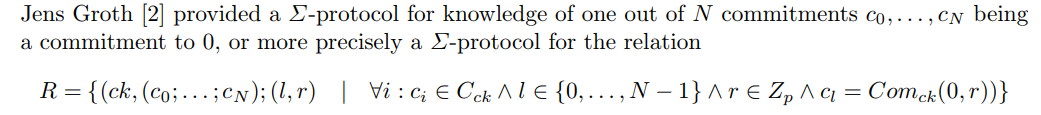 Jens Groth [2] provided a Σ-protocol for knowledge of one out of N commitments c₀, . . . , c_N being
a commitment to 0, or more precisely a Σ-protocol for the relation
R = {(ck, (c₀; . . . ; c_N); (l, r) | ∀i : c_i ∈ C_ck ∧ l ∈ {0, . . . , N − 1} ∧ r ∈ Z_p ∧ c_l = Com_ck(0, r))}